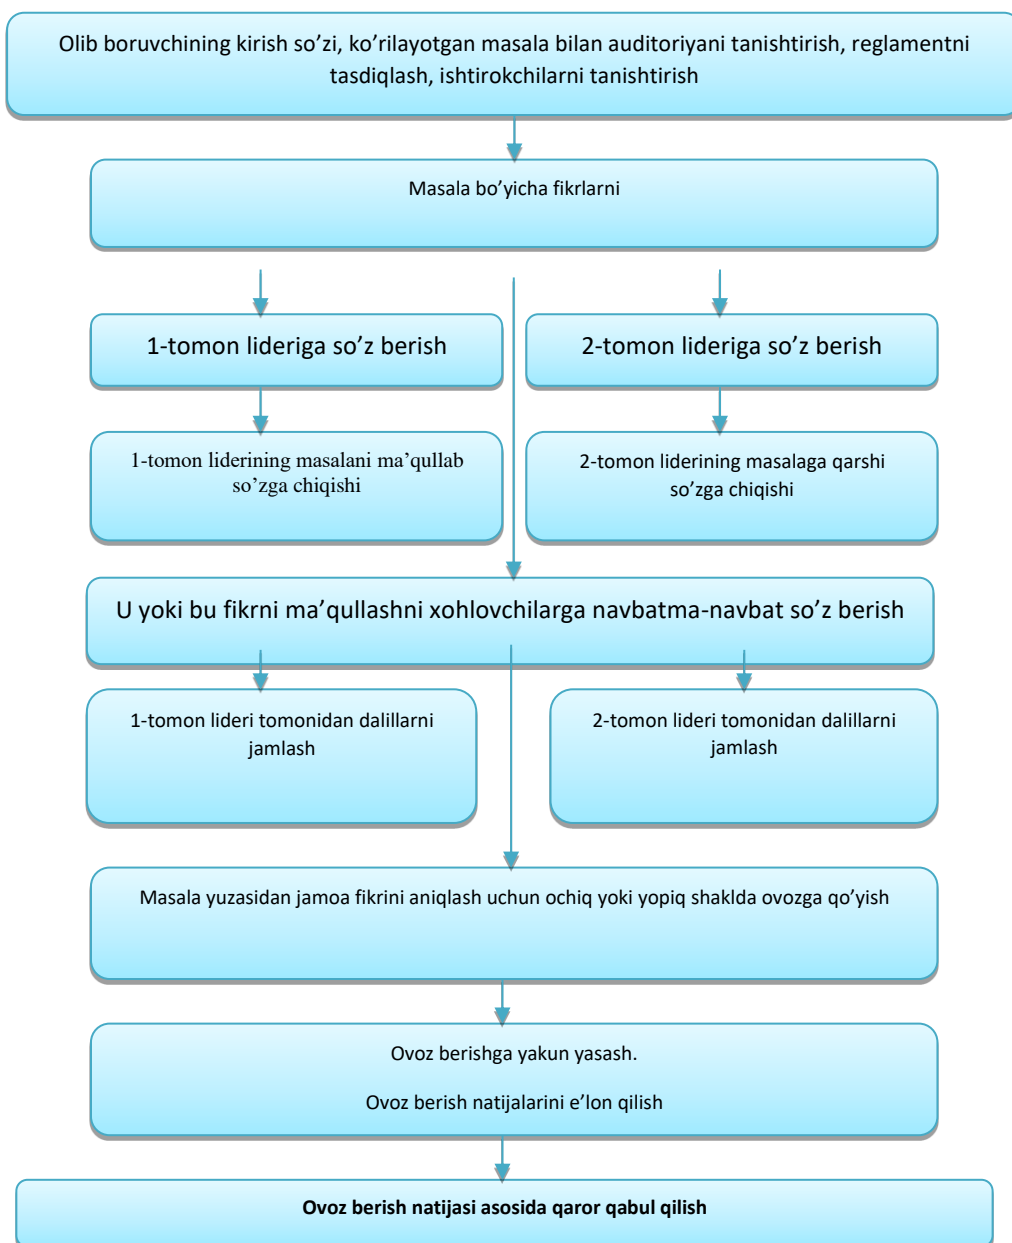 Olib boruvchining kirish so’zi, ko’rilayotgan masala bilan auditoriyani tanishtirish, reglamentni
tasdiqlash, ishtirokchilarni tanishtirish
Masala bo’yicha fikrlarni
1-tomon lideriga so’z berish
2-tomon lideriga so’z berish
1-tomon liderining masalani ma’qullab
so’zga chiqishi
2-tomon liderining masalaga qarshi
so’zga chiqishi
U yoki bu fikrni ma’qullashni xohlovchilarga navbatma-navbat so’z berish
1-tomon lideri tomonidan dalillarni
jamlash
2-tomon lideri tomonidan dalillarni
jamlash
Masala yuzasidan jamoa fikrini aniqlash uchun ochiq yoki yopiq shaklda ovozga qo’yish
Ovoz berishga yakun yasash.
Ovoz berish natijalarini e’lon qilish
Ovoz berish natijasi asosida qaror qabul qilish